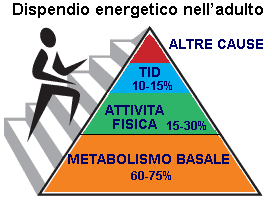 Dispendio energetico nell'adulto
ALTRE CAUSE
TID
10-15%
ATTIVITA
FISICA 15-30%
METABOLISMO BASALE
60-75%